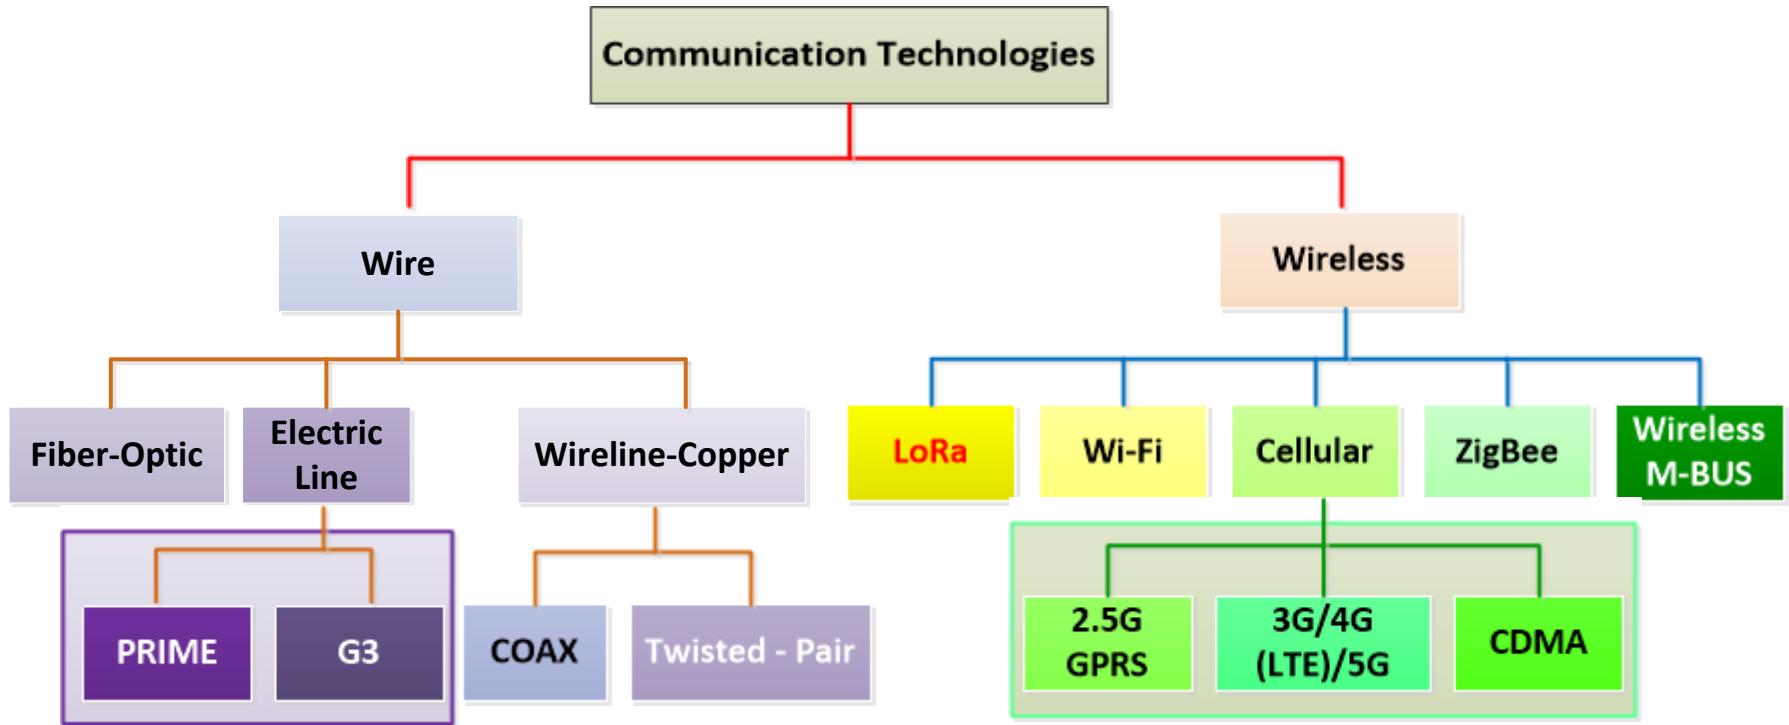 Communication Technologies
Wire
Wireless
Fiber-Optic
Electric
Line
Wireline-Copper
LoRa
Wi-Fi
Cellular
ZigBee
Wireless
M-BUS
PRIME
G3
COAX
Twisted - Pair
2.5G
GPRS
3G/4G
(LTE)/5G
CDMA